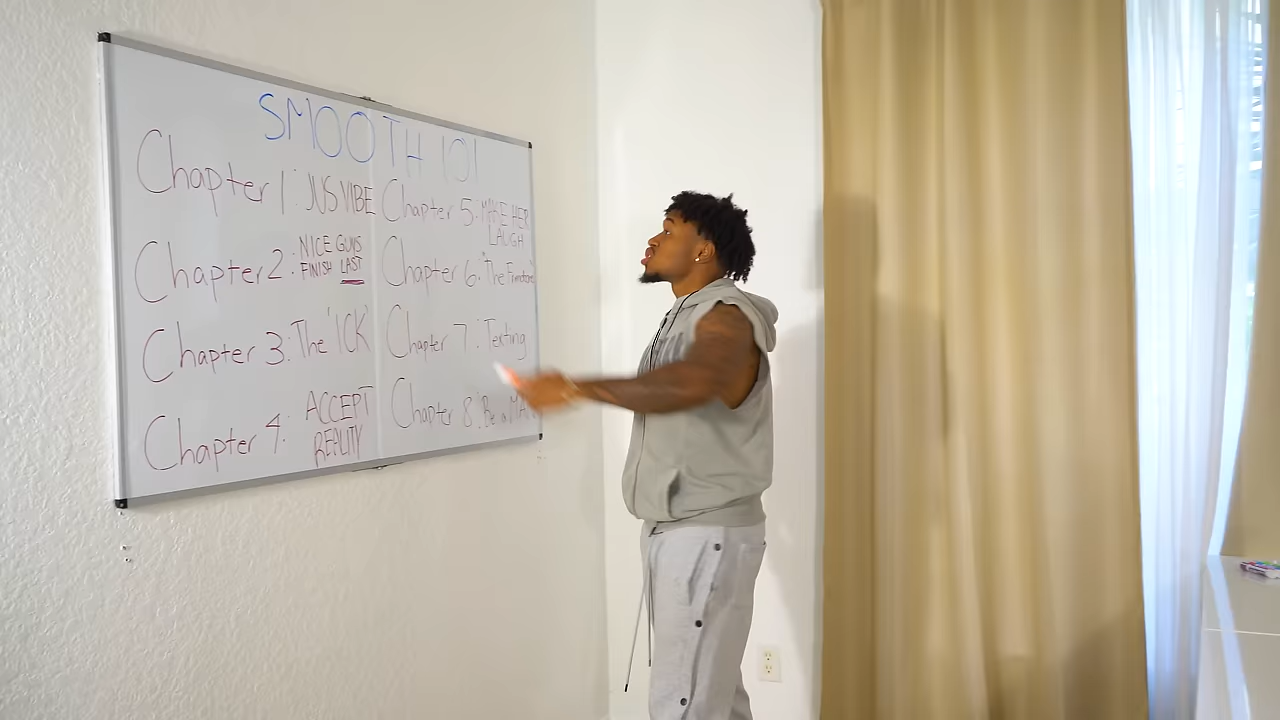 SMOOTH 101
Chapter 1: JUS VIBE
Chapter 2: NICE GUYS
FINISH LAST
Chapter 3: The "ICK"
Chapter 4: ACCEPT
REALITY
Chapter 5: MAKE HER
LAUGH
Chapter 6: "The
Chapter 7: Texting
Chapter 8: Be a